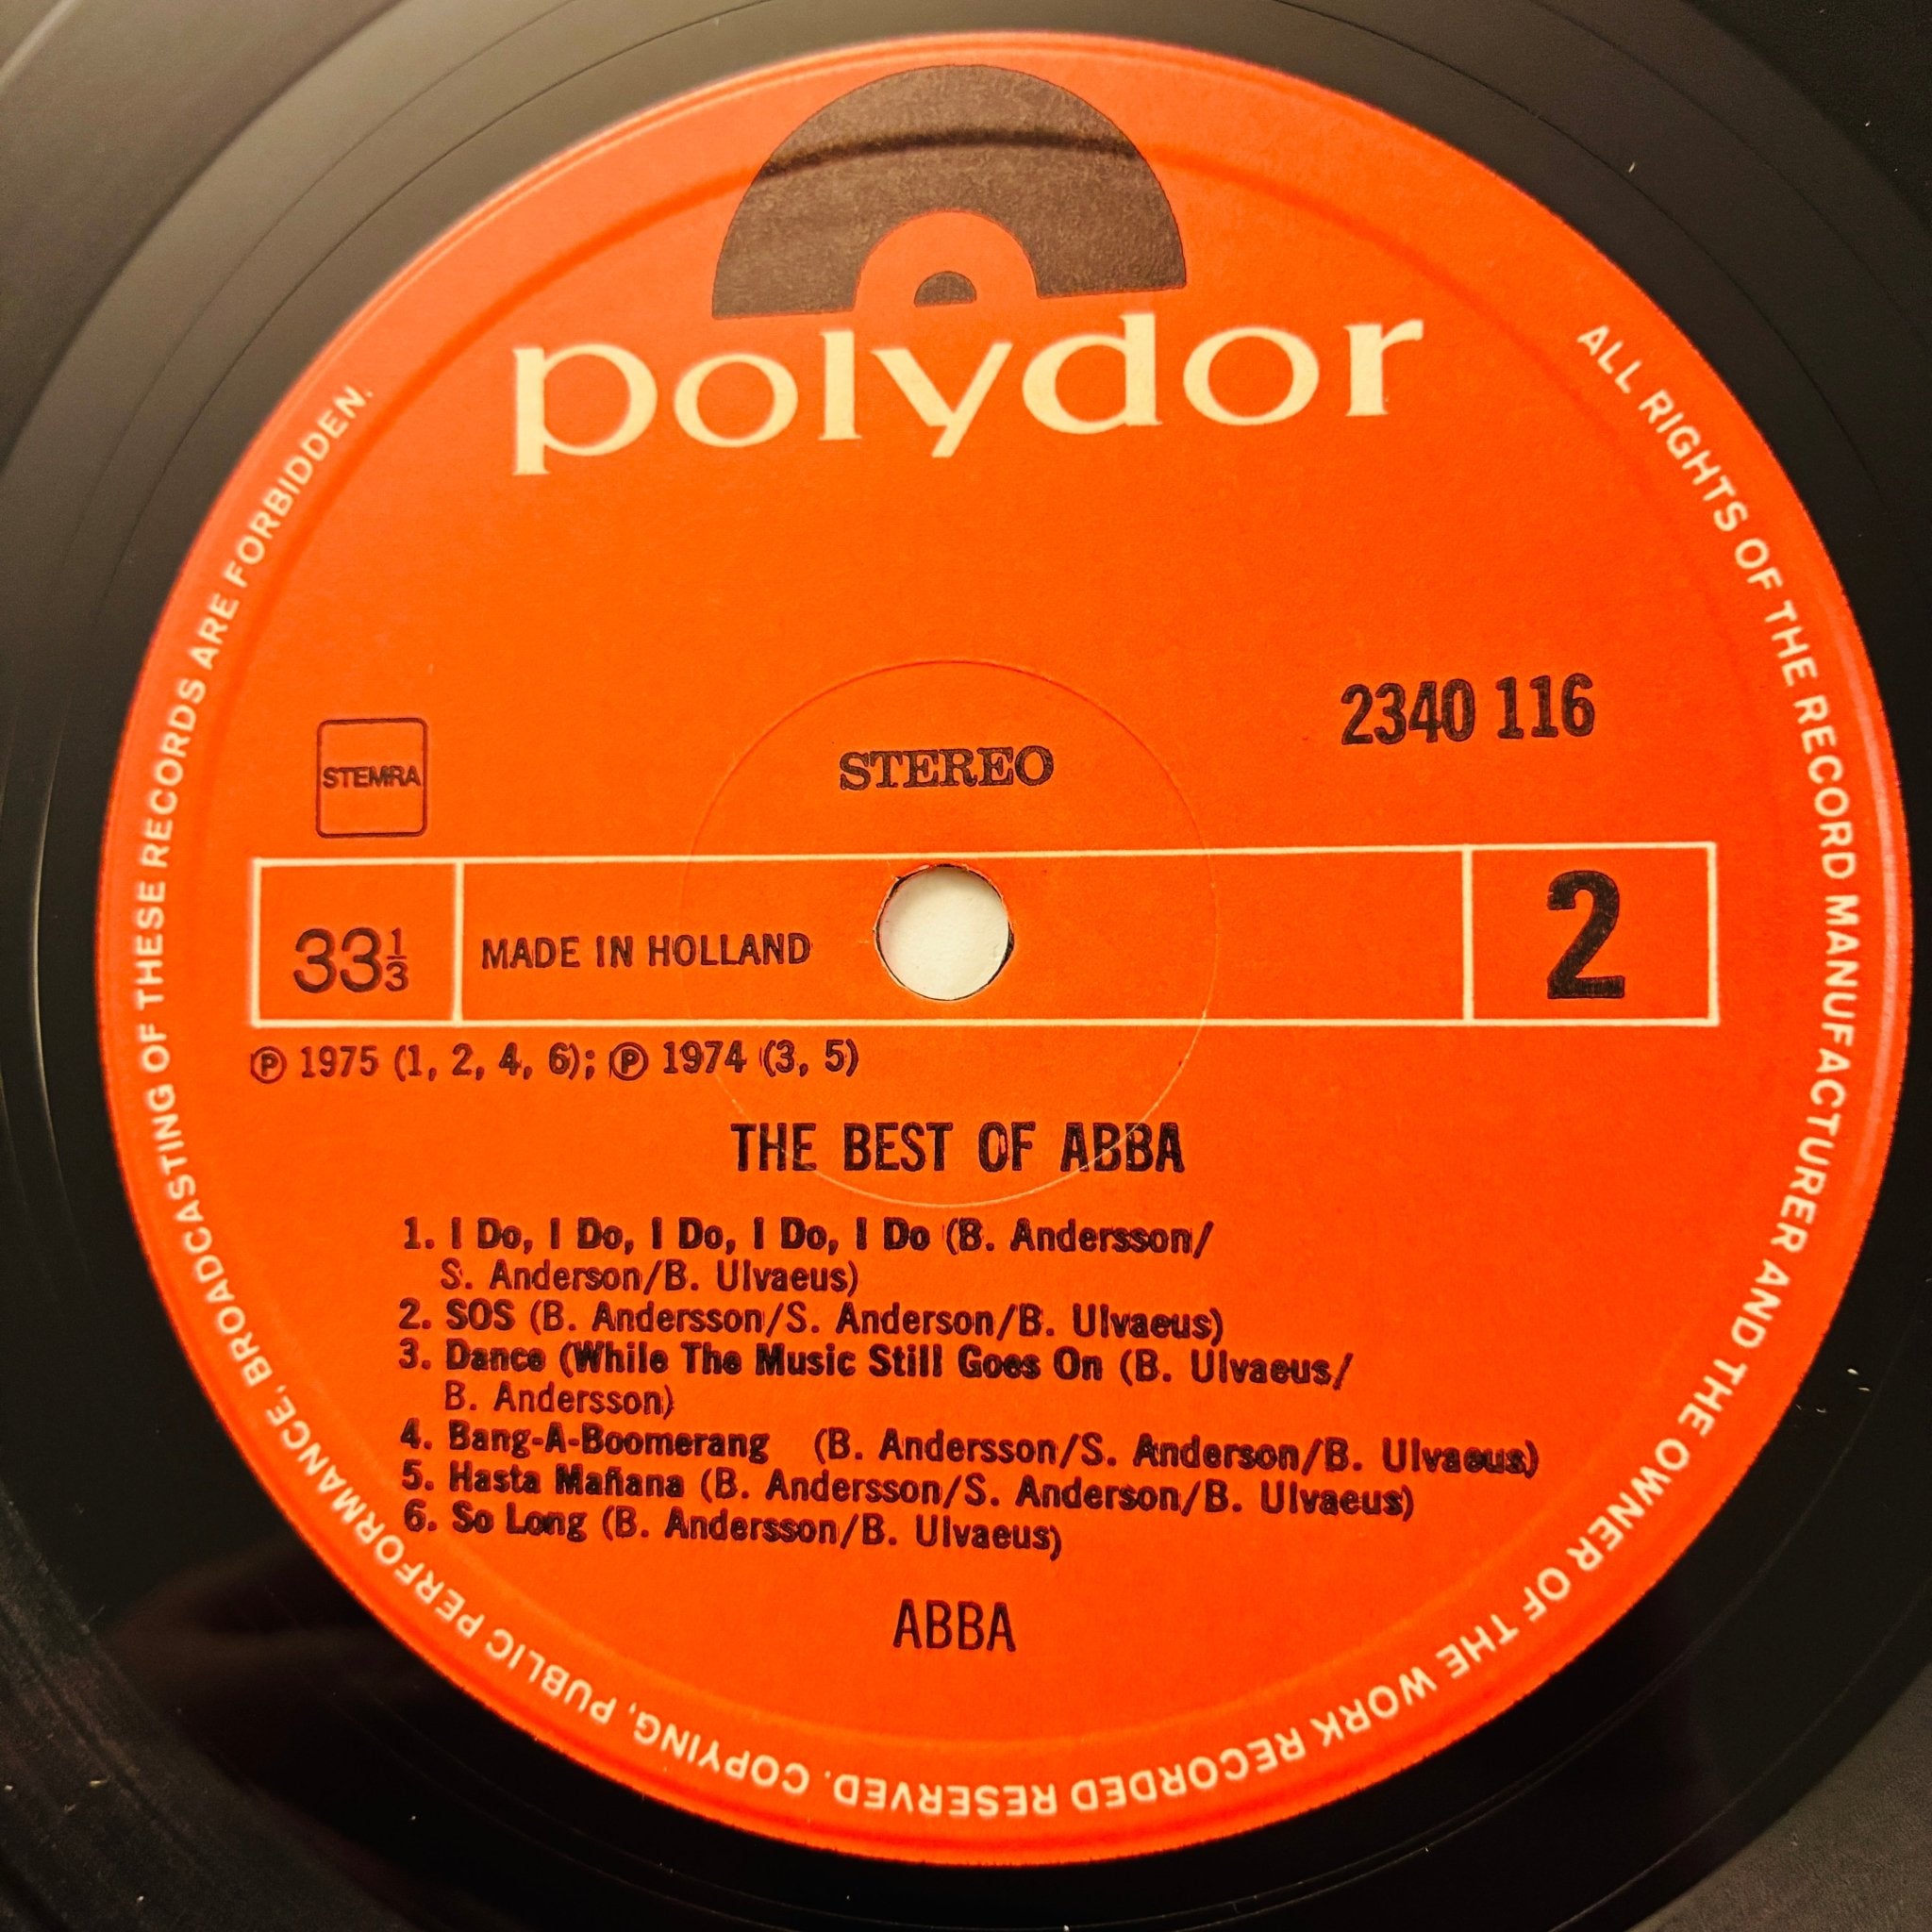 polydor
2340 116
STEMRA
STEREO
33⅓
MADE IN HOLLAND
2
℗ 1975 (1, 2, 4, 6); ℗ 1974 (3, 5)
THE BEST OF ABBA
1. I Do, I Do, I Do, I Do, I Do (B. Andersson/
S. Anderson/B. Ulvaeus)
2. SOS (B. Andersson/S. Anderson/B. Ulvaeus)
3. Dance (While The Music Still Goes On (B. Ulvaeus/
B. Andersson)
4. Bang-A-Boomerang (B. Andersson/S. Anderson/B. Ulvaeus)
5. Hasta Mañana (B. Andersson/S. Anderson/B. Ulvaeus)
6. So Long (B. Andersson/B. Ulvaeus)
ABBA
ALL RIGHTS OF THE RECORD MANUFACTURER AND THE OWNER OF THE WORK RECORDED RESERVED. COPYING, PUBLIC PERFORMANCE, BROADCASTING OF THESE RECORDS ARE FORBIDDEN.